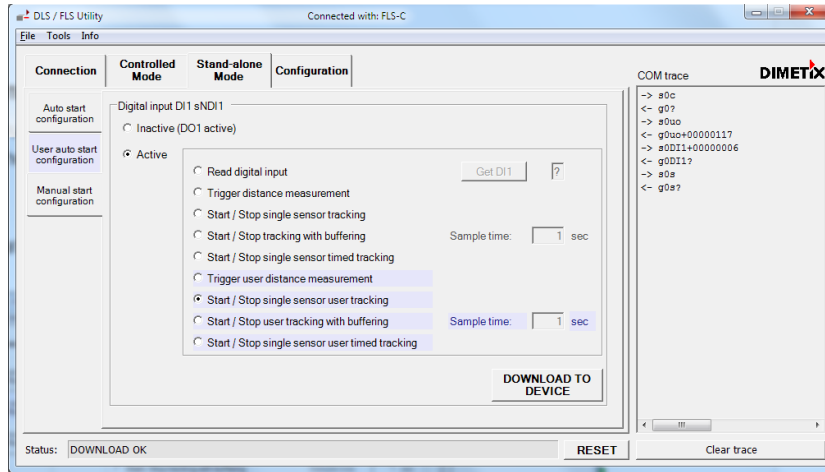 DLS / FLS Utility
Connected with: FLS-C
File Tools Info
Connection
Controlled Mode
Stand-alone Mode
Configuration
Auto start configuration
User auto start configuration
Manual start configuration
Digital input DI1 sNDI1
Inactive (DO1 active)
Active
Read digital input
Get DI1
?
Trigger distance measurement
Start / Stop single sensor tracking
Start / Stop tracking with buffering
Sample time: 1 sec
Start / Stop single sensor timed tracking
Trigger user distance measurement
Start / Stop single sensor user tracking
Start / Stop user tracking with buffering
Sample time: 1 sec
Start / Stop single sensor user timed tracking
DOWNLOAD TO DEVICE
COM trace
DIMETIX
-> s0c
<- g0?
-> s0uo
<- g0uo+00000117
-> s0DI1+00000006
<- g0DI1?
-> s0s
<- g0s?
Status: DOWNLOAD OK
RESET
Clear trace